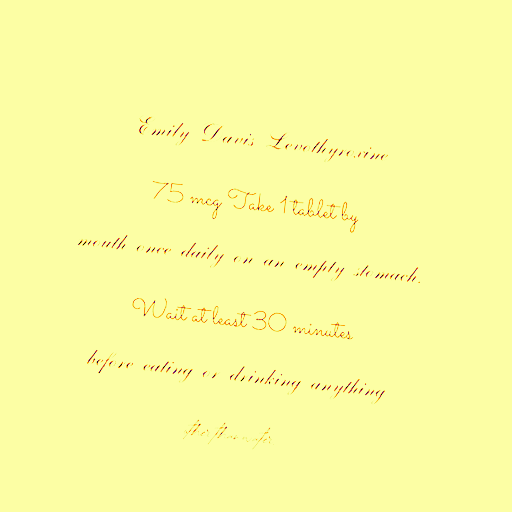 Emily Davis Levothyroxine
75 mcg Take 1 tablet by
mouth once daily on an empty stomach.
Wait at least 30 minutes
before eating or drinking anything